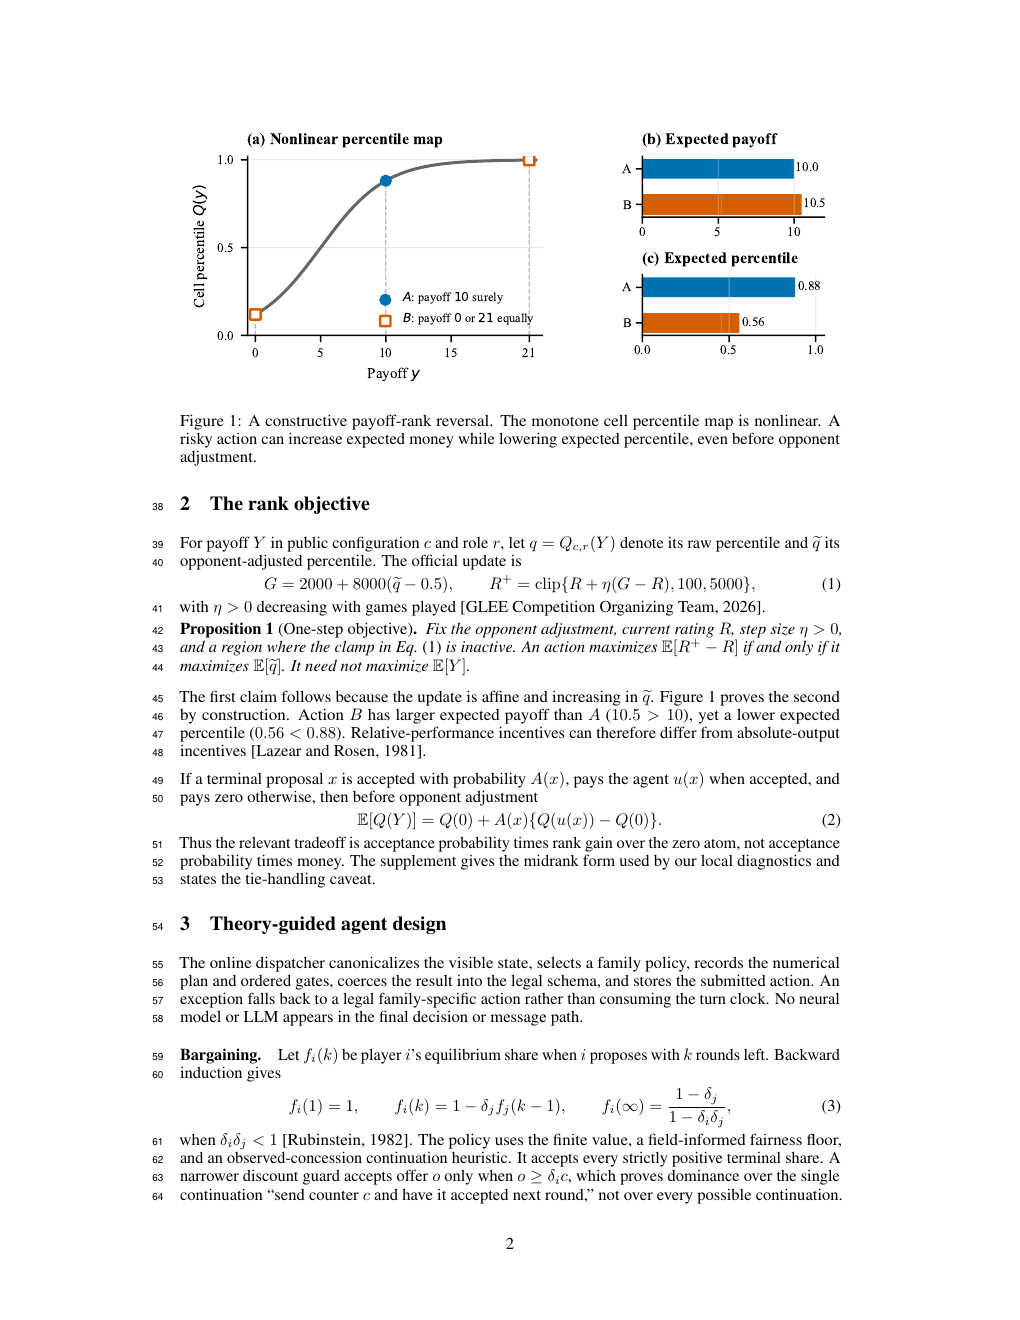 (a) Nonlinear percentile map
1.0
0.5
0.0
Cell percentile Q(y)
A: payoff 10 surely
B: payoff 0 or 21 equally
0 5 10 15 21
Payoff y
(b) Expected payoff
A 10.0
B 10.5
0 5 10
(c) Expected percentile
A 0.88
B 0.56
0.0 0.5 1.0
Figure 1: A constructive payoff-rank reversal. The monotone cell percentile map is nonlinear. A
risky action can increase expected money while lowering expected percentile, even before opponent
adjustment.
38 2 The rank objective
39 For payoff Y in public configuration c and role r, let q = Q_{c,r}(Y) denote its raw percentile and q̃ its
40 opponent-adjusted percentile. The official update is
G = 2000 + 8000(q̃ − 0.5), R⁺ = clip{R + η(G − R), 100, 5000}, (1)
41 with η > 0 decreasing with games played [GLEE Competition Organizing Team, 2026].
42 Proposition 1 (One-step objective). Fix the opponent adjustment, current rating R, step size η > 0,
43 and a region where the clamp in Eq. (1) is inactive. An action maximizes 𝔼[R⁺ − R] if and only if it
44 maximizes 𝔼[q̃]. It need not maximize 𝔼[Y].
45 The first claim follows because the update is affine and increasing in q̃. Figure 1 proves the second
46 by construction. Action B has larger expected payoff than A (10.5 > 10), yet a lower expected
47 percentile (0.56 < 0.88). Relative-performance incentives can therefore differ from absolute-output
48 incentives [Lazear and Rosen, 1981].
49 If a terminal proposal x is accepted with probability A(x), pays the agent u(x) when accepted, and
50 pays zero otherwise, then before opponent adjustment
𝔼[Q(Y)] = Q(0) + A(x){Q(u(x)) − Q(0)}. (2)
51 Thus the relevant tradeoff is acceptance probability times rank gain over the zero atom, not acceptance
52 probability times money. The supplement gives the midrank form used by our local diagnostics and
53 states the tie-handling caveat.
54 3 Theory-guided agent design
55 The online dispatcher canonicalizes the visible state, selects a family policy, records the numerical
56 plan and ordered gates, coerces the result into the legal schema, and stores the submitted action. An
57 exception falls back to a legal family-specific action rather than consuming the turn clock. No neural
58 model or LLM appears in the final decision or message path.
59 Bargaining. Let f_i(k) be player i's equilibrium share when i proposes with k rounds left. Backward
60 induction gives
f_i(1) = 1, f_i(k) = 1 − δ_j f_j(k − 1), f_i(∞) = (1 − δ_j)/(1 − δ_i δ_j), (3)
61 when δ_i δ_j < 1 [Rubinstein, 1982]. The policy uses the finite value, a field-informed fairness floor,
62 and an observed-concession continuation heuristic. It accepts every strictly positive terminal share. A
63 narrower discount guard accepts offer o only when o ≥ δ_i c, which proves dominance over the single
64 continuation “send counter c and have it accepted next round,” not over every possible continuation.
2